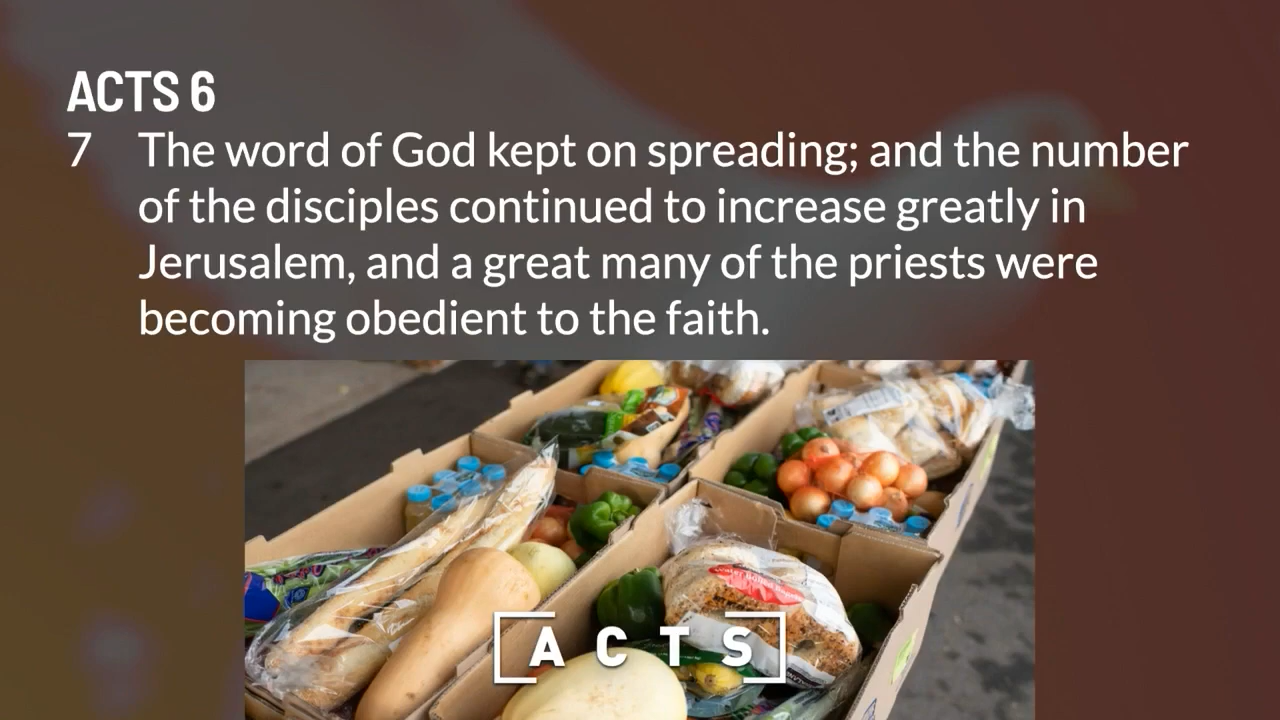 ACTS 6
7 The word of God kept on spreading; and the number
of the disciples continued to increase greatly in
Jerusalem, and a great many of the priests were
becoming obedient to the faith.
ACTS